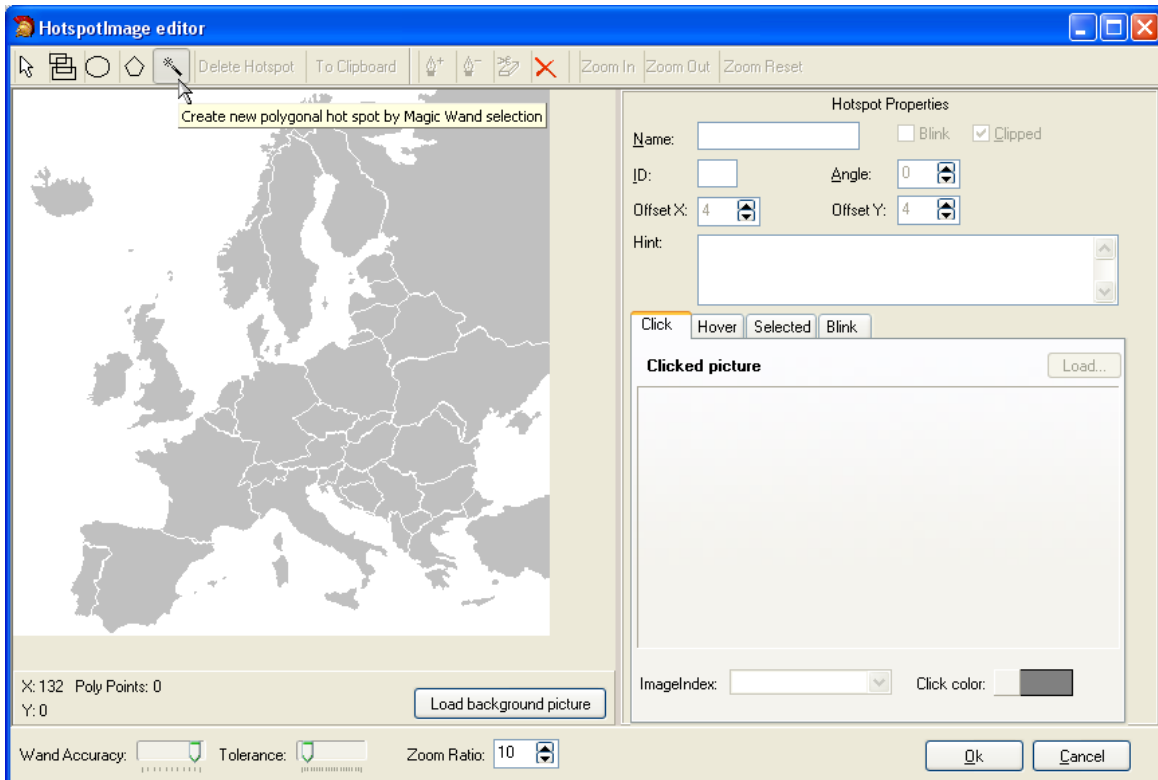 HotspotImage editor
Delete Hotspot To Clipboard Zoom In Zoom Out Zoom Reset
Create new polygonal hot spot by Magic Wand selection
Hotspot Properties
Name: Blink Clipped
ID: Angle: 0
Offset X: 4 Offset Y: 4
Hint:
Click Hover Selected Blink
Clicked picture Load...
ImageIndex: Click color:
X: 132 Poly Points: 0
Y: 0
Load background picture
Wand Accuracy: Tolerance: Zoom Ratio: 10 Ok Cancel